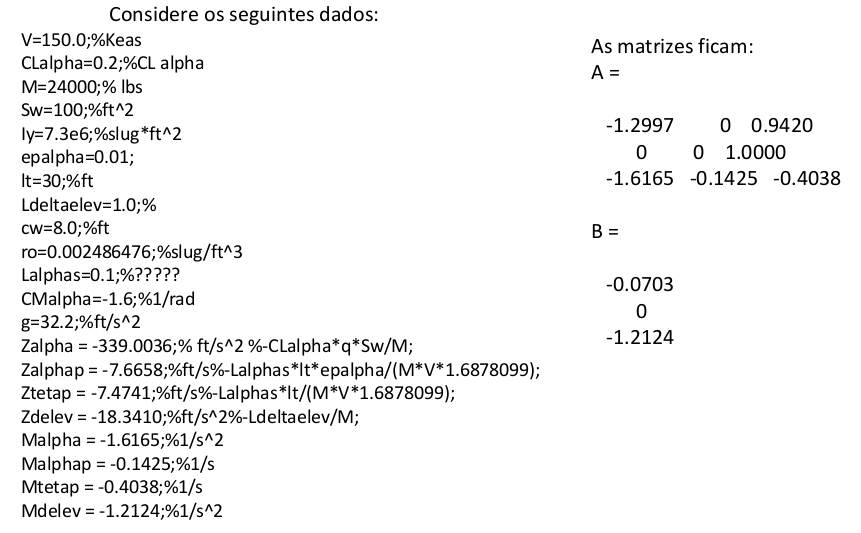 Considere os seguintes dados:
V=150.0;%Keas
CLalpha=0.2;%CL alpha
M=24000;% lbs
Sw=100;%ft^2
Iy=7.3e6;%slug*ft^2
epalpha=0.01;
lt=30;%ft
Ldeltaelev=1.0;%
cw=8.0;%ft
ro=0.002486476;%slug/ft^3
Lalphas=0.1;%?????
CMalpha=-1.6;%1/rad
g=32.2;%ft/s^2
Zalpha = -339.0036;% ft/s^2 %-CLalpha*q*Sw/M;
Zalphap = -7.6658;%ft/s%-Lalphas*lt*epalpha/(M*V*1.6878099);
Ztetap = -7.4741;%ft/s%-Lalphas*lt/(M*V*1.6878099);
Zdelev = -18.3410;%ft/s^2%-Ldeltaelev/M;
Malpha = -1.6165;%1/s^2
Malphap = -0.1425;%1/s
Mtetap = -0.4038;%1/s
Mdelev = -1.2124;%1/s^2
As matrizes ficam:
A =
-1.2997 0 0.9420
0 0 1.0000
-1.6165 -0.1425 -0.4038
B =
-0.0703
0
-1.2124